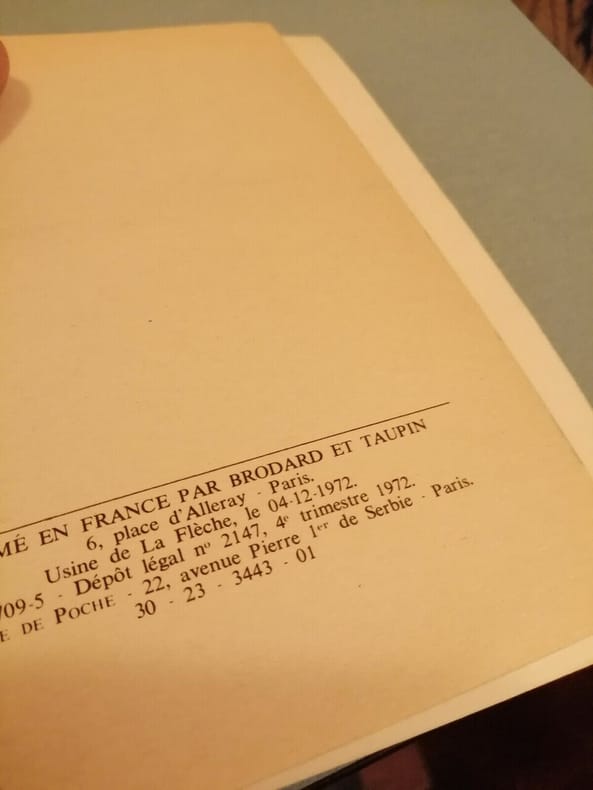 MÉ EN FRANCE PAR BRODARD ET TAUPIN
6, place d'Alleray - Paris.
Usine de La Flèche, le 04-12-1972.
709-5 - Dépôt légal nº 2147, 4e trimestre 1972.
E DE POCHE - 22, avenue Pierre 1er de Serbie - Paris.
30 - 23 - 3443 - 01